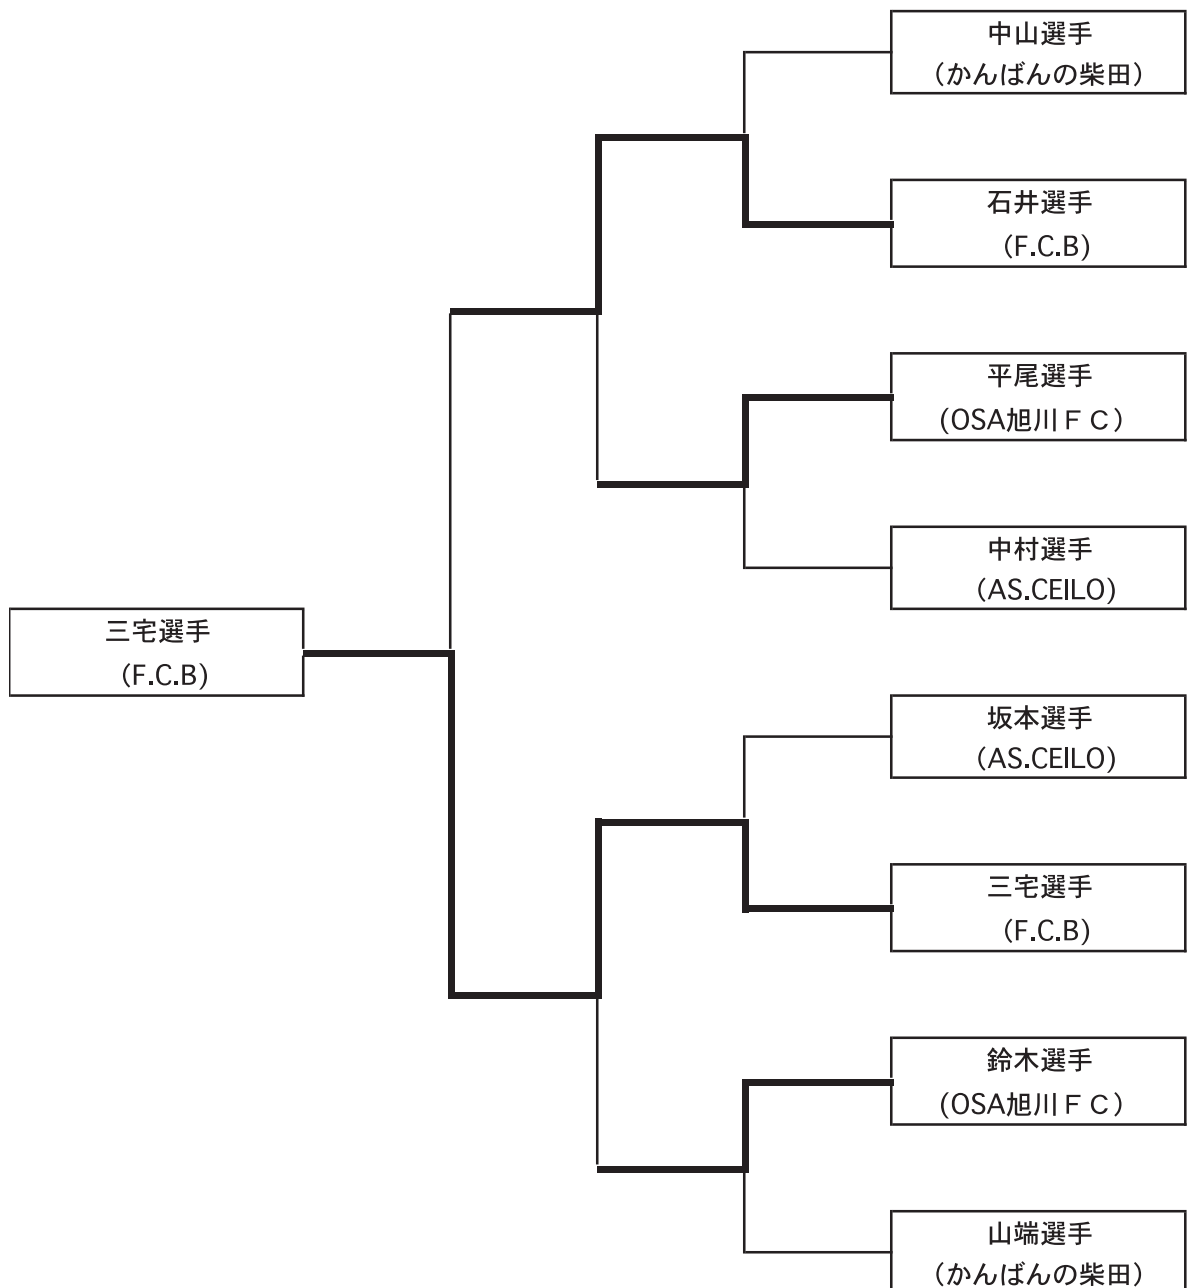 中山選手
（かんばんの柴田）
石井選手
（F.C.B）
平尾選手
（OSA旭川ＦＣ）
中村選手
（AS.CEILO）
三宅選手
（F.C.B）
坂本選手
（AS.CEILO）
三宅選手
（F.C.B）
鈴木選手
（OSA旭川ＦＣ）
山端選手
（かんばんの柴田）